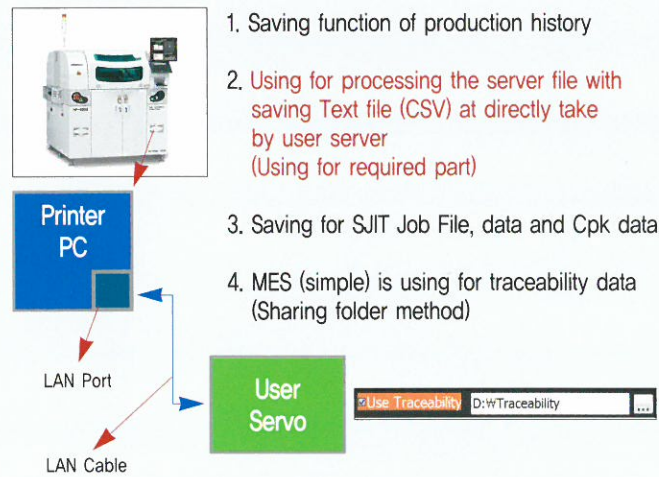 1. Saving function of production history
2. Using for processing the server file with
saving Text file (CSV) at directly take
by user server
(Using for required part)
3. Saving for SJIT Job File, data and Cpk data
4. MES (simple) is using for traceability data
(Sharing folder method)
Printer
PC
LAN Port
LAN Cable
User
Servo
Use Traceability D:₩Traceability ...